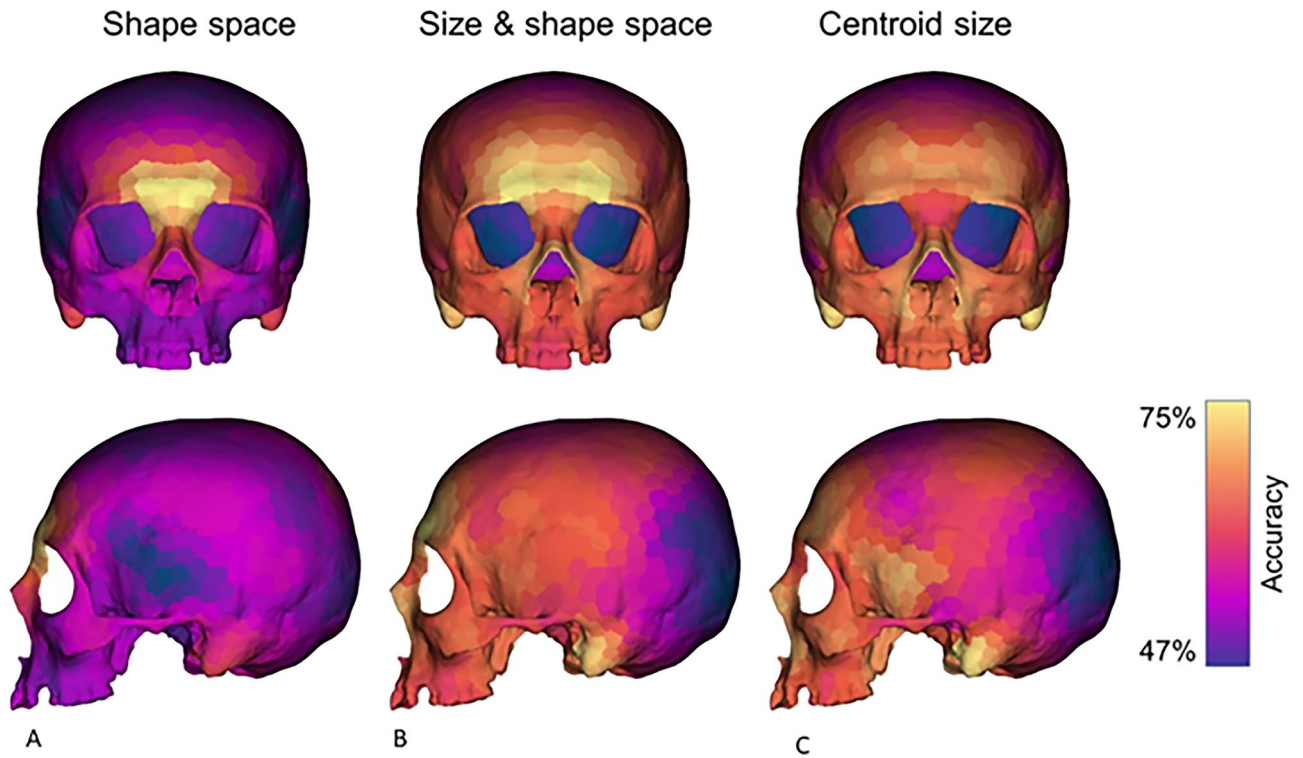 Shape space
Size & shape space
Centroid size
75%
47%
Accuracy
A
B
C